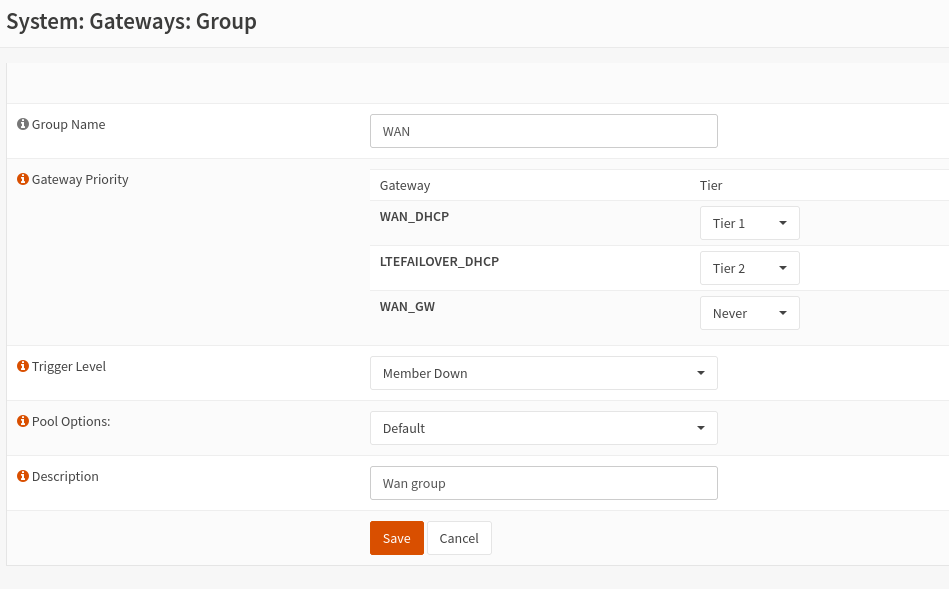 System: Gateways: Group
Group Name
WAN
Gateway Priority
Gateway Tier
WAN_DHCP Tier 1
LTEFAILOVER_DHCP Tier 2
WAN_GW Never
Trigger Level
Member Down
Pool Options:
Default
Description
Wan group
Save Cancel